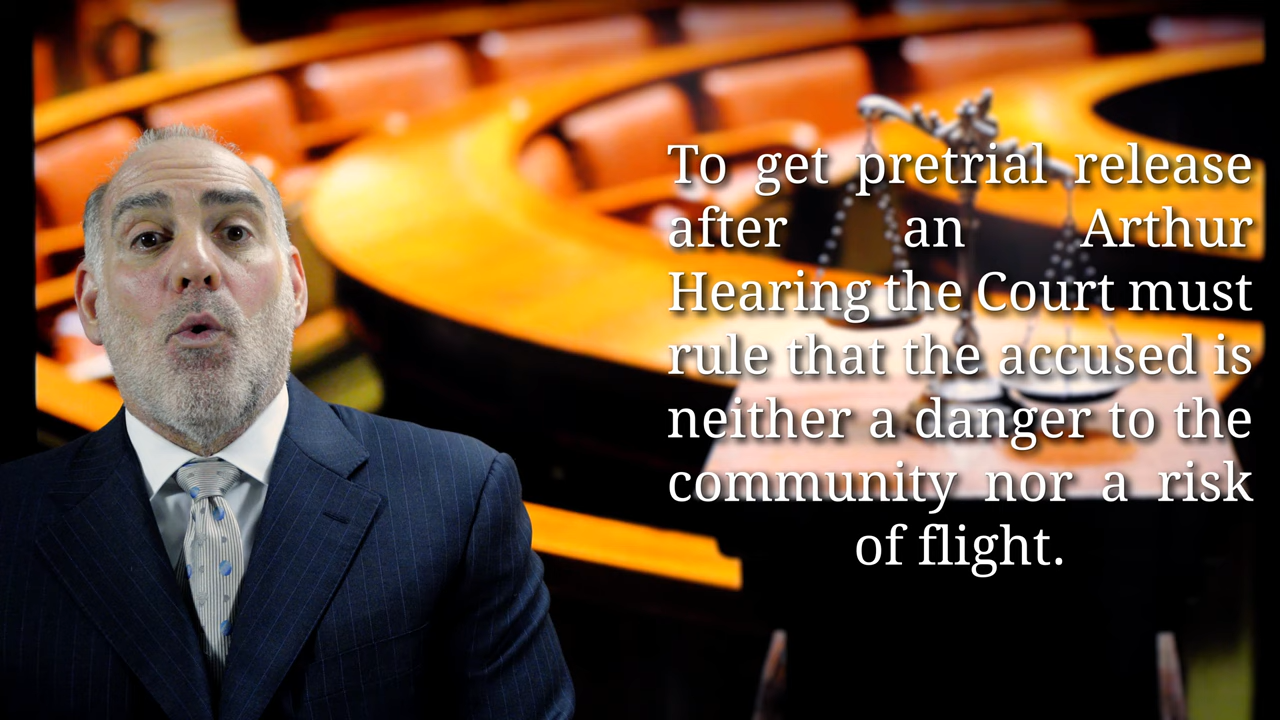 To get pretrial release
after an Arthur
Hearing the Court must
rule that the accused is
neither a danger to the
community nor a risk
of flight.